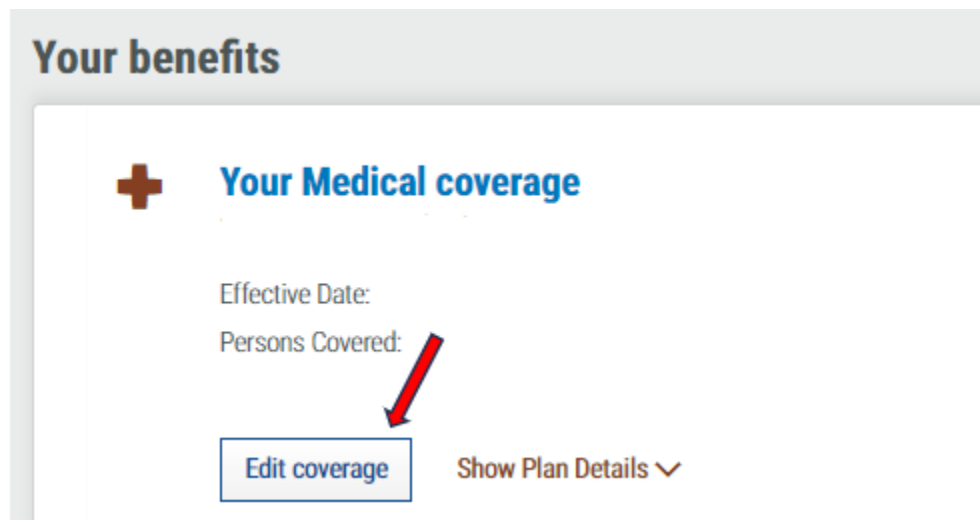 Your benefits
Your Medical coverage
Effective Date:
Persons Covered:
Edit coverage Show Plan Details